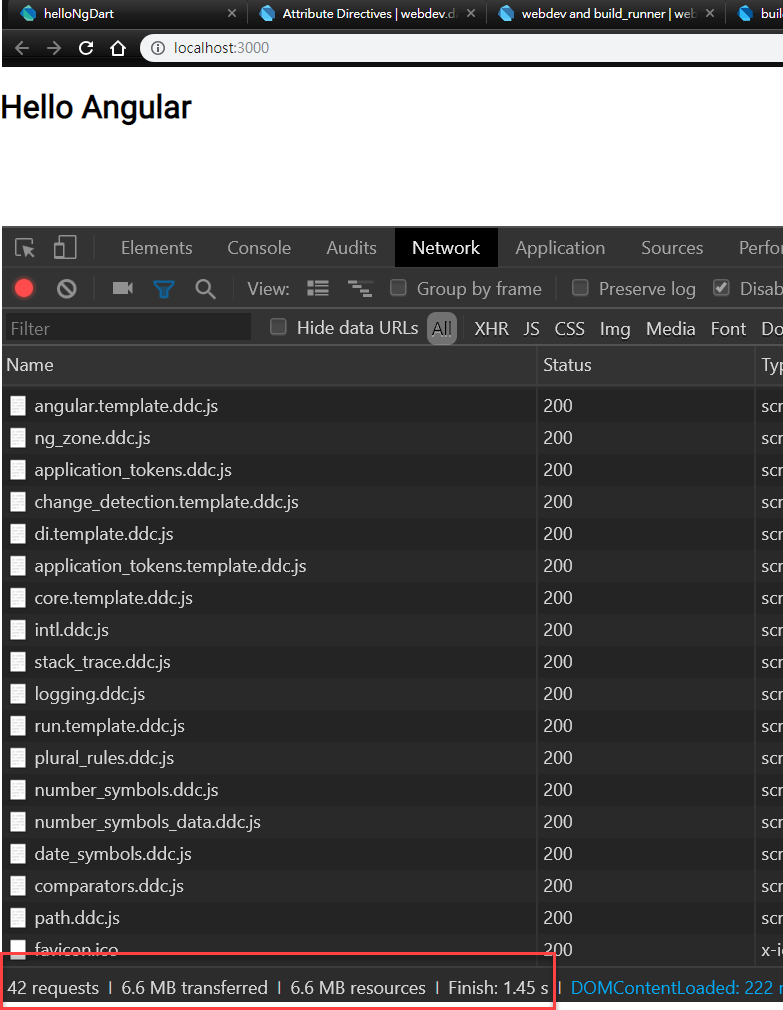 helloNgDart × Attribute Directives | webdev.d × webdev and build_runner | web × buil
localhost:3000
Hello Angular
Elements Console Audits Network Application Sources Perfor
View: Group by frame Preserve log Disab
Filter Hide data URLs All XHR JS CSS Img Media Font Do
Name Status Typ
angular.template.ddc.js 200 scr
ng_zone.ddc.js 200 scr
application_tokens.ddc.js 200 scr
change_detection.template.ddc.js 200 scr
di.template.ddc.js 200 scr
application_tokens.template.ddc.js 200 scr
core.template.ddc.js 200 scr
intl.ddc.js 200 scr
stack_trace.ddc.js 200 scr
logging.ddc.js 200 scr
run.template.ddc.js 200 scr
plural_rules.ddc.js 200 scr
number_symbols.ddc.js 200 scr
number_symbols_data.ddc.js 200 scr
date_symbols.ddc.js 200 scr
comparators.ddc.js 200 scr
path.ddc.js 200 scr
favicon.ico 200 x-ic
42 requests | 6.6 MB transferred | 6.6 MB resources | Finish: 1.45 s | DOMContentLoaded: 222 m